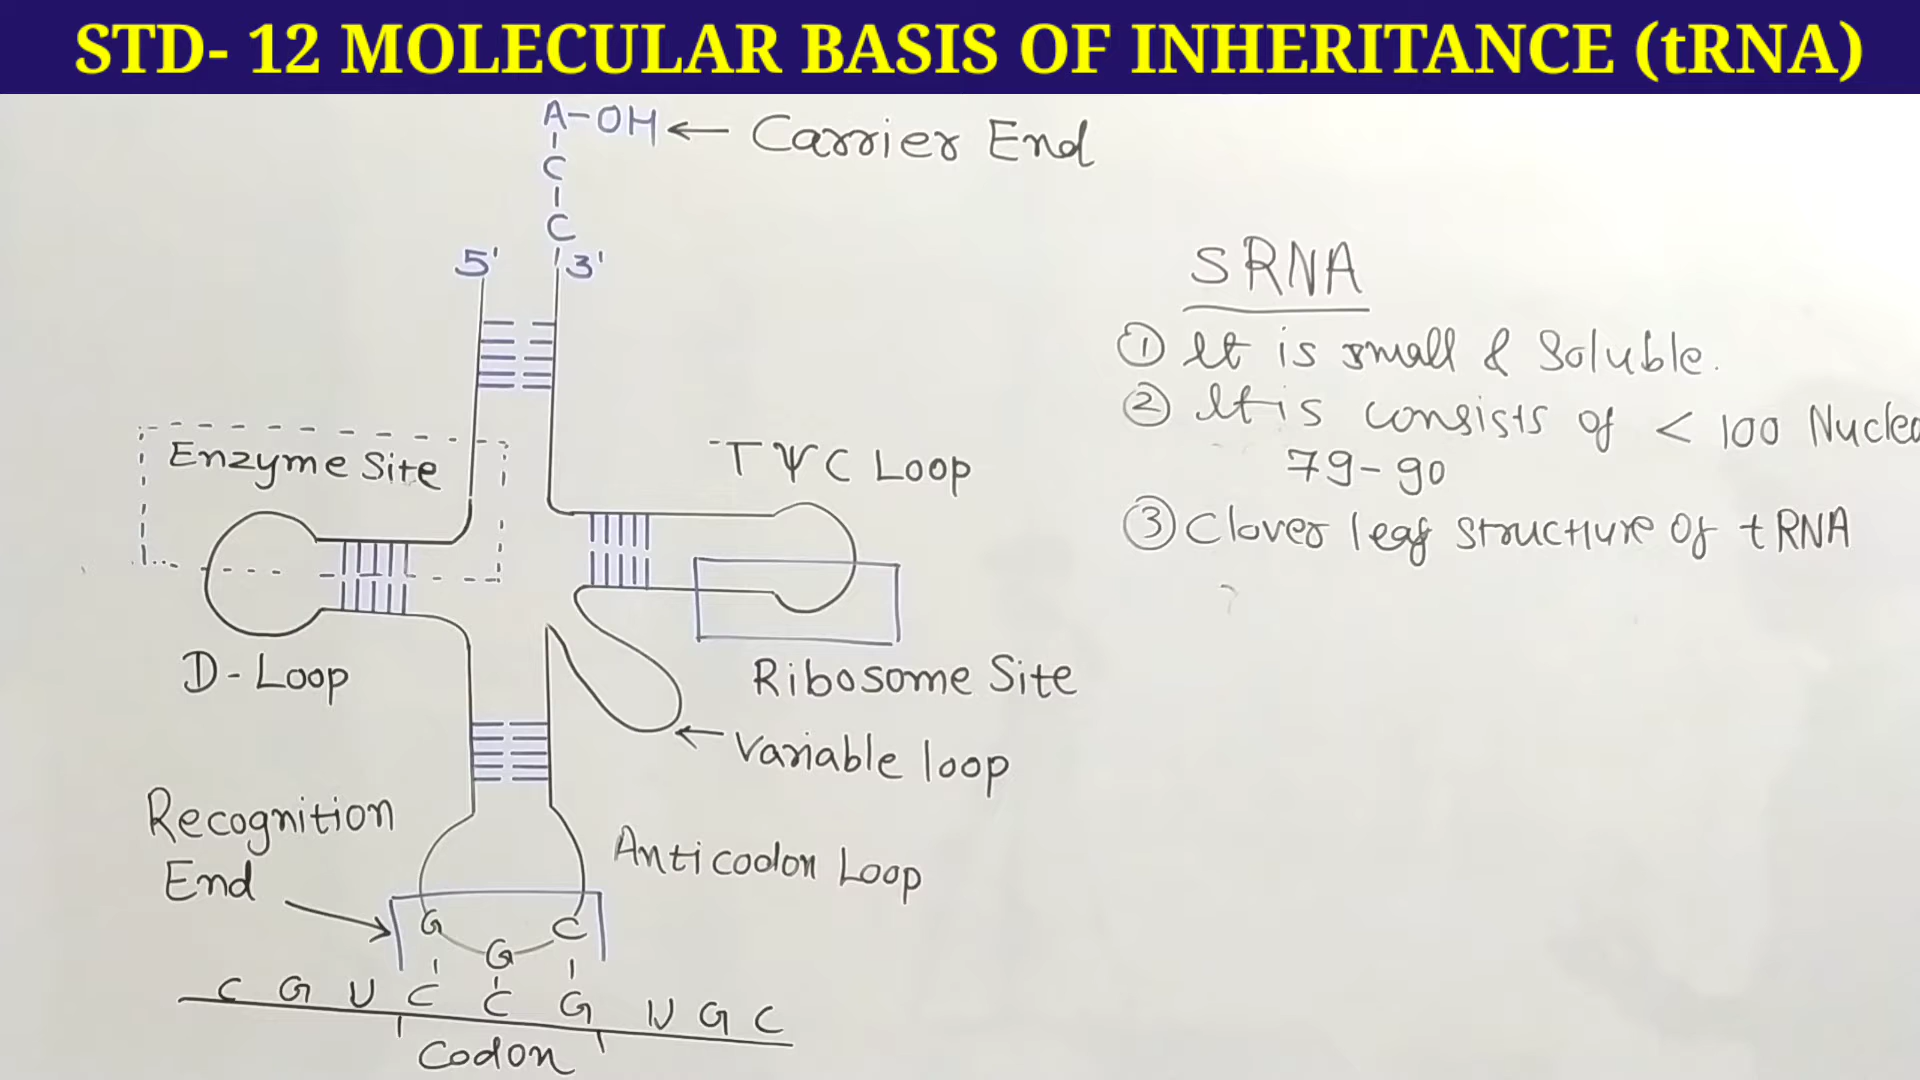 STD- 12 MOLECULAR BASIS OF INHERITANCE (tRNA)
A-OH ← Carrier End
C
C
5' 3'
sRNA
① It is small & Soluble.
② It is consists of < 100 Nucleo
79-90
③ Clover leaf structure of tRNA
Enzyme Site
TΨC Loop
D-Loop
Ribosome Site
Variable loop
Recognition
End
Anticodon Loop
G G C
C G U C C G U G C
Codon